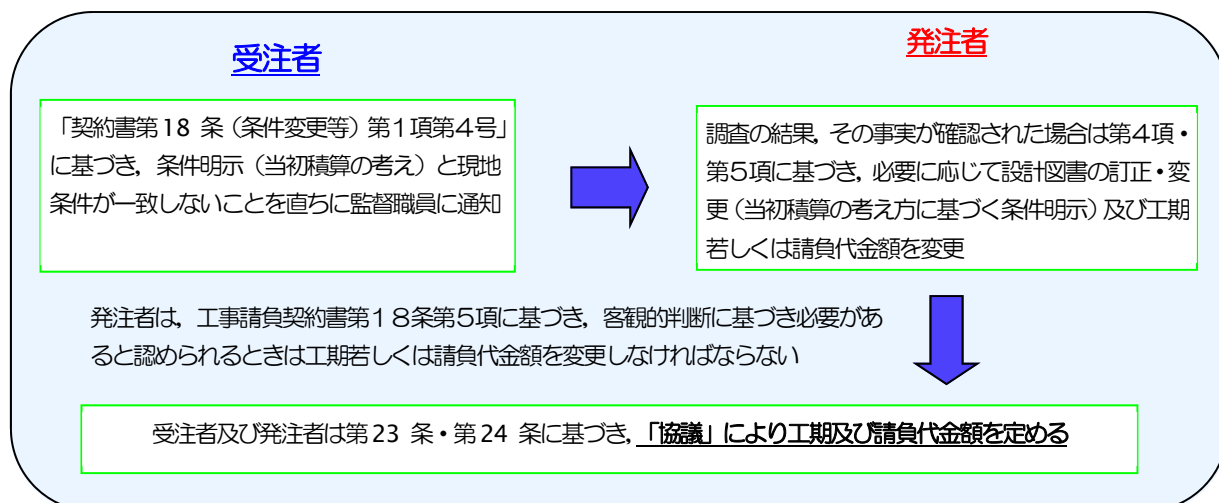 受注者
発注者
「契約書第18 条（条件変更等）第１項第４号」
に基づき，条件明示（当初積算の考え）と現地
条件が一致しないことを直ちに監督職員に通知
調査の結果，その事実が確認された場合は第４項・
第５項に基づき，必要に応じて設計図書の訂正・変
更（当初積算の考え方に基づく条件明示）及び工期
若しくは請負代金額を変更
発注者は，工事請負契約書第１８条第５項に基づき，客観的判断に基づき必要があ
ると認められるときは工期若しくは請負代金額を変更しなければならない
受注者及び発注者は第23 条・第24 条に基づき，「協議」により工期及び請負代金額を定める